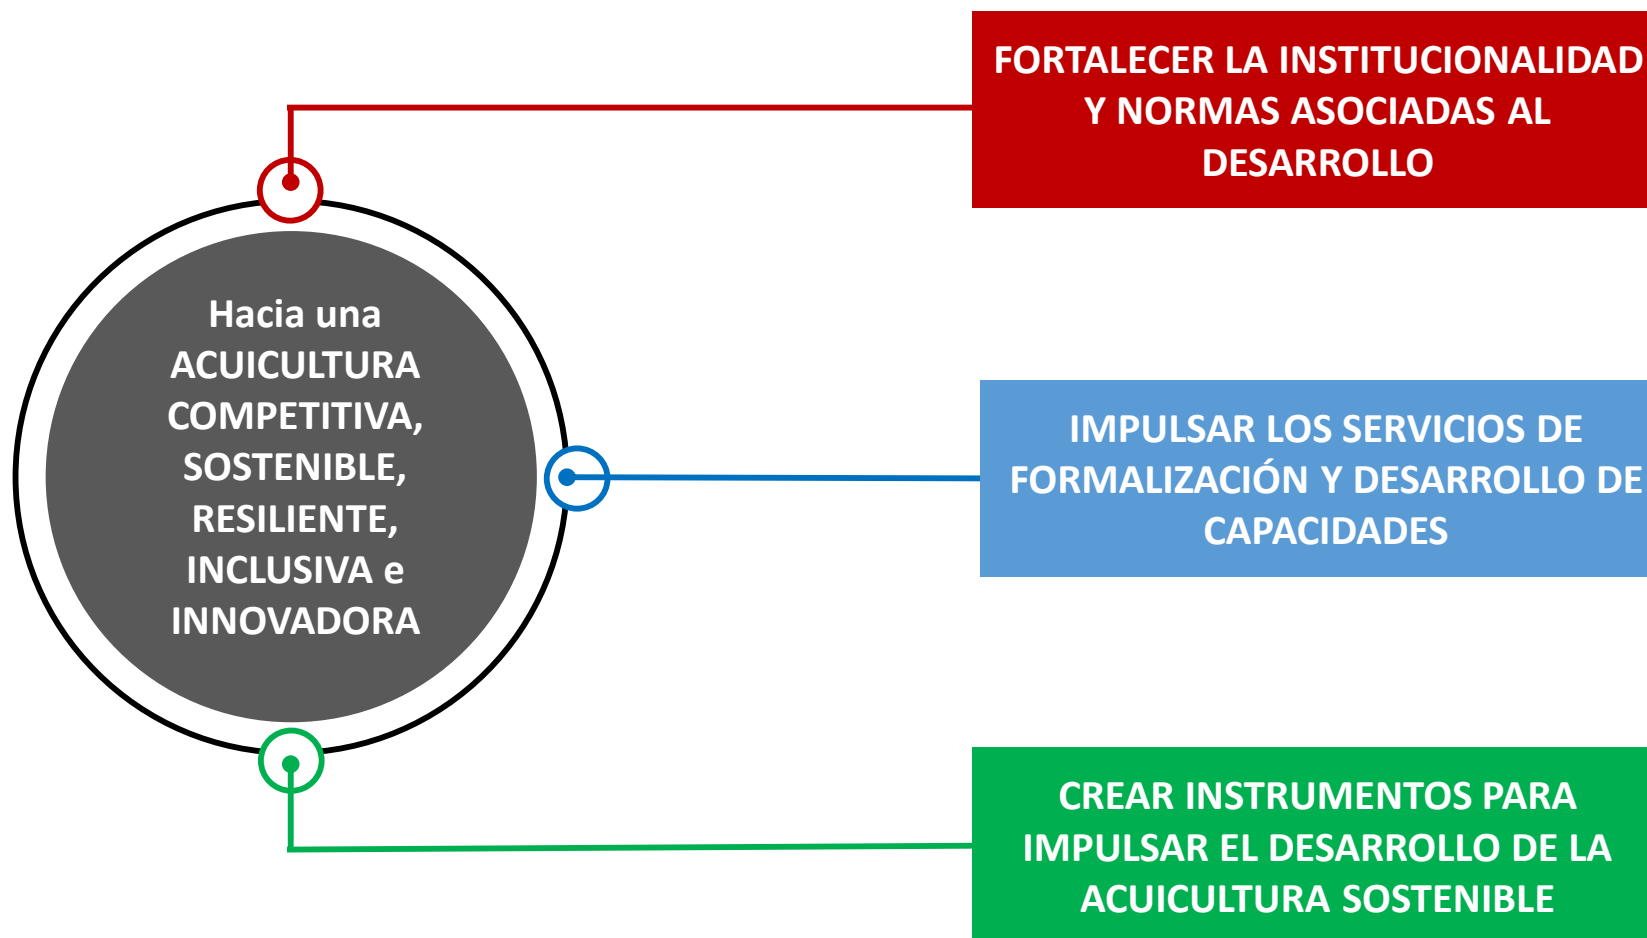 FORTALECER LA INSTITUCIONALIDAD
Y NORMAS ASOCIADAS AL
DESARROLLO
Hacia una
ACUICULTURA
COMPETITIVA,
SOSTENIBLE,
RESILIENTE,
INCLUSIVA e
INNOVADORA
IMPULSAR LOS SERVICIOS DE
FORMALIZACIÓN Y DESARROLLO DE
CAPACIDADES
CREAR INSTRUMENTOS PARA
IMPULSAR EL DESARROLLO DE LA
ACUICULTURA SOSTENIBLE